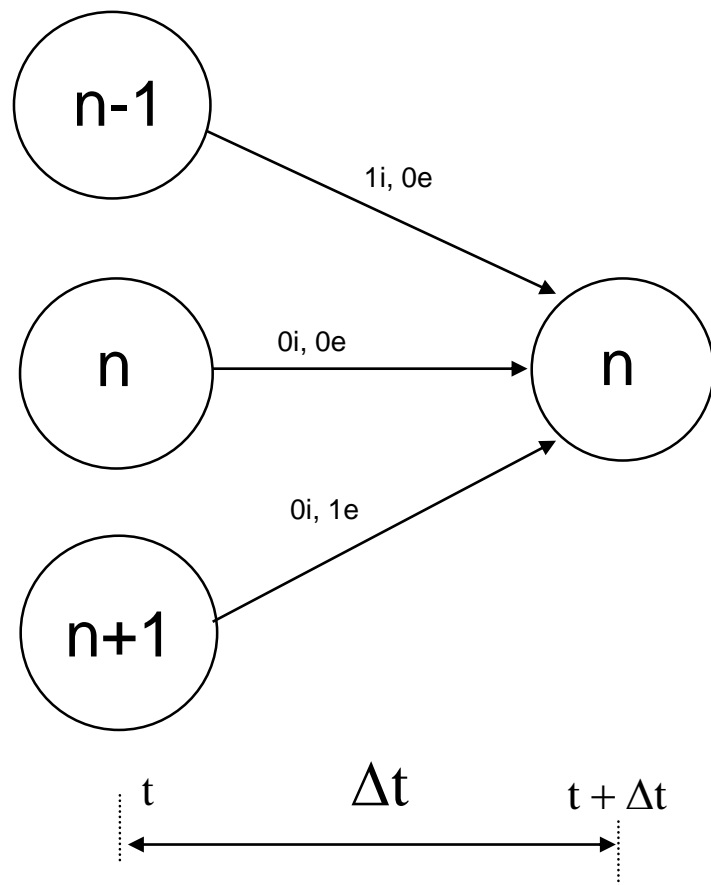 n-1
1i, 0e
n
0i, 0e
n
0i, 1e
n+1
t
Δt
t + Δt